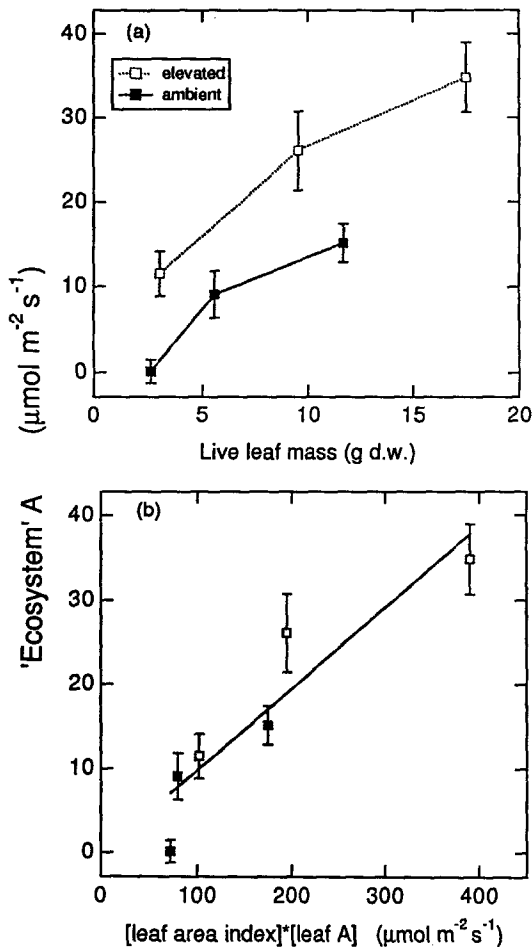 (a)
elevated
ambient
40
30
20
10
0
0 5 10 15 20
Live leaf mass (g d.w.)
'Ecosystem' A (μmol m⁻² s⁻¹)
(b)
40
30
20
10
0
0 100 200 300 400
[leaf area index]*[leaf A] (μmol m⁻² s⁻¹)